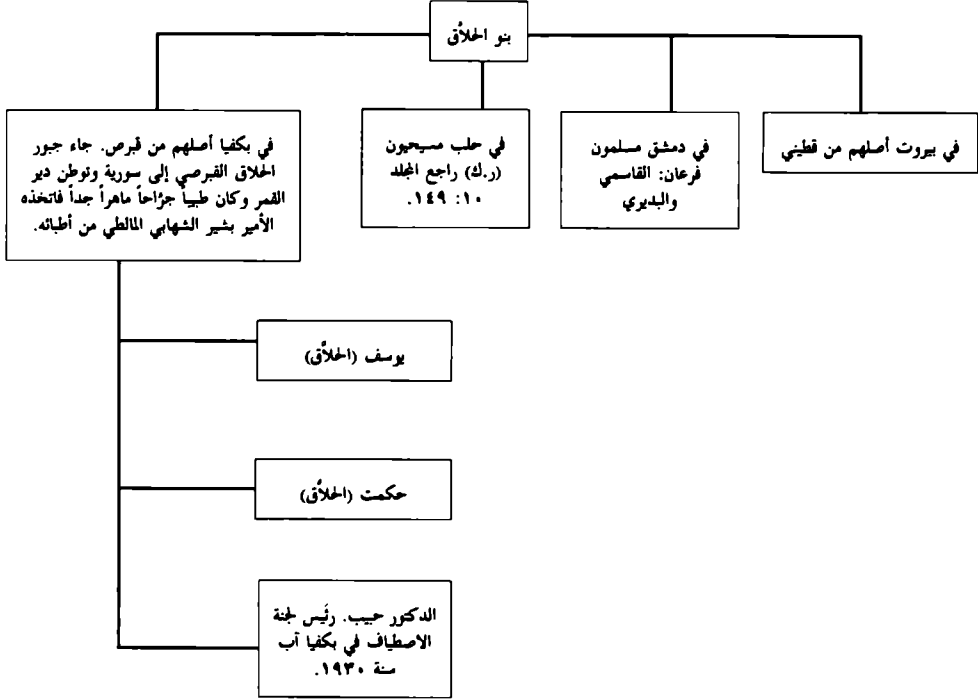 بنو الحلاّق
في بيروت أصلهم من قطيني
في دمشق مسلمون
فرعان: القاسمي
والبديري
في حلب مسيحيون
(ر.ك) راجع المجلد
١٠: ١٤٩.
في بكفيا أصلهم من قبرص. جاء جبور
الحلاق القبرصي إلى سورية وتوطن دير
القمر وكان طبيباً جرّاحاً ماهراً جداً فاتخذه
الأمير بشير الشهابي المالطي من أطبائه.
يوسف (الحلاّق)
حكمت (الحلاّق)
الدكتور حبيب. رئيس لجنة
الاصطياف في بكفيا آب
سنة ١٩٣٠.